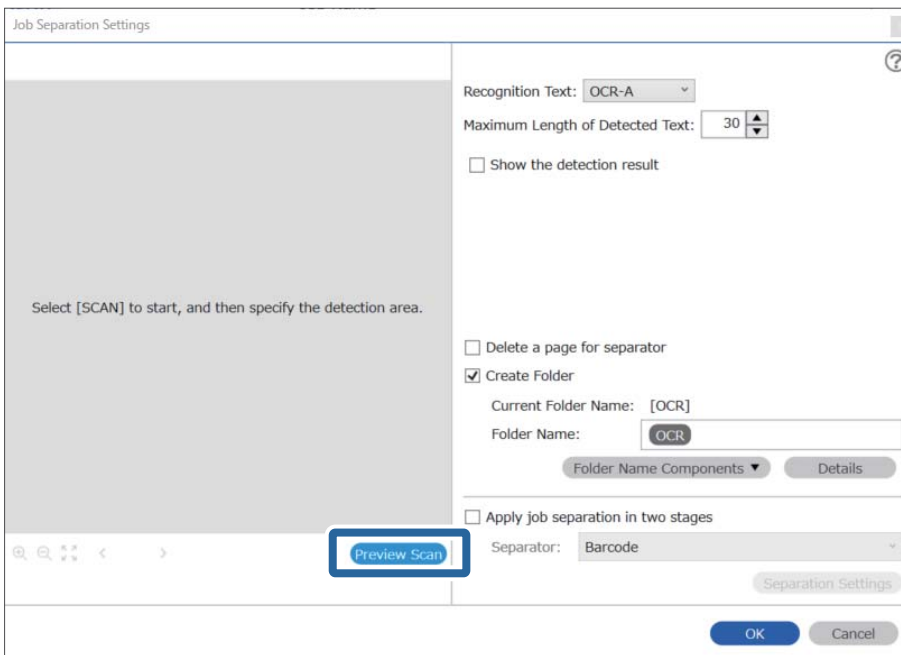 Job Separation Settings
Recognition Text: OCR-A
Maximum Length of Detected Text: 30
Show the detection result
Select [SCAN] to start, and then specify the detection area.
Delete a page for separator
Create Folder
Current Folder Name: [OCR]
Folder Name: OCR
Folder Name Components ▼ Details
Apply job separation in two stages
Preview Scan
Separator: Barcode
Separation Settings
OK Cancel